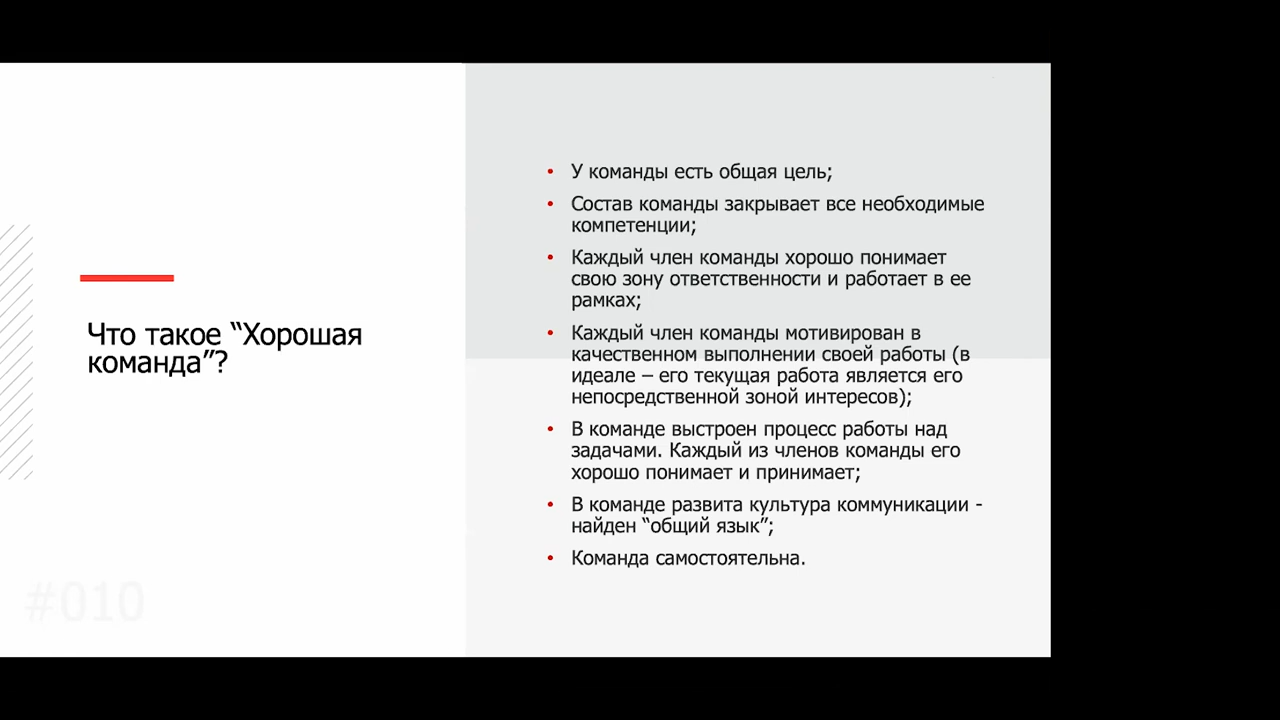 Что такое “Хорошая
команда”?
#010
• У команды есть общая цель;
• Состав команды закрывает все необходимые
компетенции;
• Каждый член команды хорошо понимает
свою зону ответственности и работает в ее
рамках;
• Каждый член команды мотивирован в
качественном выполнении своей работы (в
идеале – его текущая работа является его
непосредственной зоной интересов);
• В команде выстроен процесс работы над
задачами. Каждый из членов команды его
хорошо понимает и принимает;
• В команде развита культура коммуникации -
найден “общий язык”;
• Команда самостоятельна.